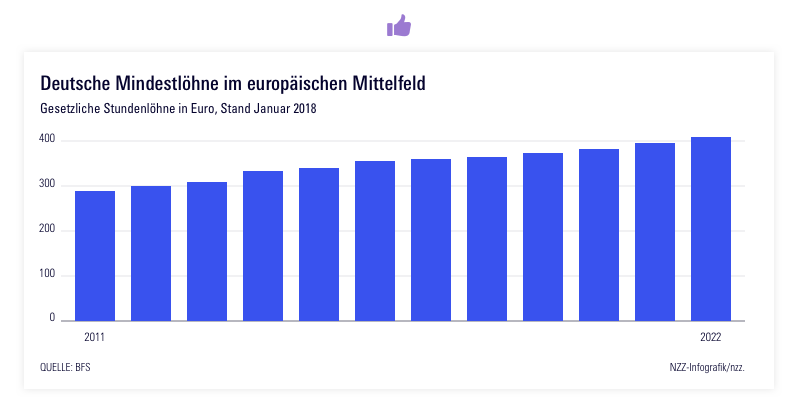 Deutsche Mindestlöhne im europäischen Mittelfeld
Gesetzliche Stundenlöhne in Euro, Stand Januar 2018
400
300
200
100
0
2011 2022
QUELLE: BFS NZZ-Infografik/nzz.